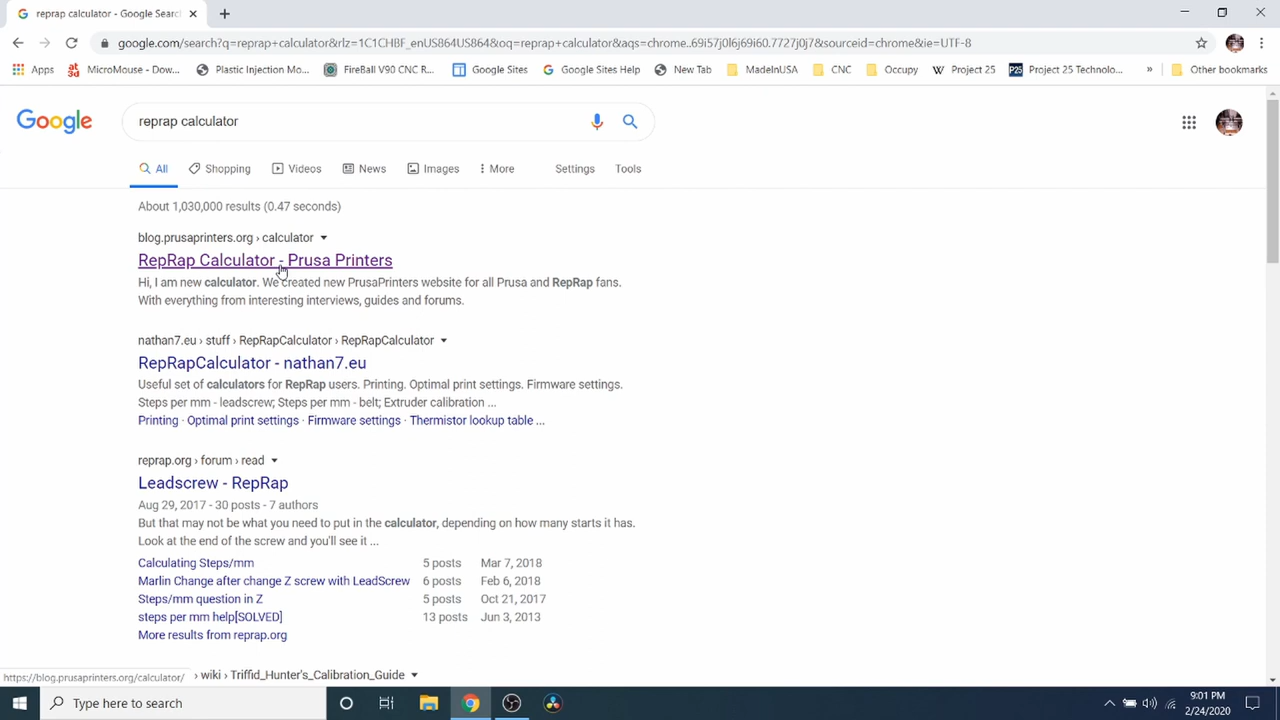 reprap calculator - Google Searc
google.com/search?q=reprap+calculator&rlz=1C1CHBF_enUS864US864&oq=reprap+calculator&aqs=chrome..69i57j0l6j69i60.7727j0j7&sourceid=chrome&ie=UTF-8
Apps MicroMouse - Dow... Plastic Injection Mo... FireBall V90 CNC R... Google Sites Google Sites Help New Tab MadeInUSA CNC Occupy Project 25 P25 Project 25 Technolo... » Other bookmarks
Google reprap calculator
All Shopping Videos News Images More Settings Tools
About 1,030,000 results (0.47 seconds)
blog.prusaprinters.org › calculator
RepRap Calculator - Prusa Printers
Hi, I am new calculator. We created new PrusaPrinters website for all Prusa and RepRap fans.
With everything from interesting interviews, guides and forums.
nathan7.eu › stuff › RepRapCalculator › RepRapCalculator
RepRapCalculator - nathan7.eu
Useful set of calculators for RepRap users. Printing. Optimal print settings. Firmware settings.
Steps per mm - leadscrew; Steps per mm - belt; Extruder calibration ...
Printing · Optimal print settings · Firmware settings · Thermistor lookup table ...
reprap.org › forum › read
Leadscrew - RepRap
Aug 29, 2017 - 30 posts - 7 authors
But that may not be what you need to put in the calculator, depending on how many starts it has.
Look at the end of the screw and you'll see it ...
Calculating Steps/mm 5 posts Mar 7, 2018
Marlin Change after change Z screw with LeadScrew 6 posts Feb 6, 2018
Steps/mm question in Z 5 posts Oct 21, 2017
steps per mm help[SOLVED] 13 posts Jun 3, 2013
More results from reprap.org
https://blog.prusaprinters.org/calculator/ › wiki › Triffid_Hunter's_Calibration_Guide
Type here to search
9:01 PM
2/24/2020